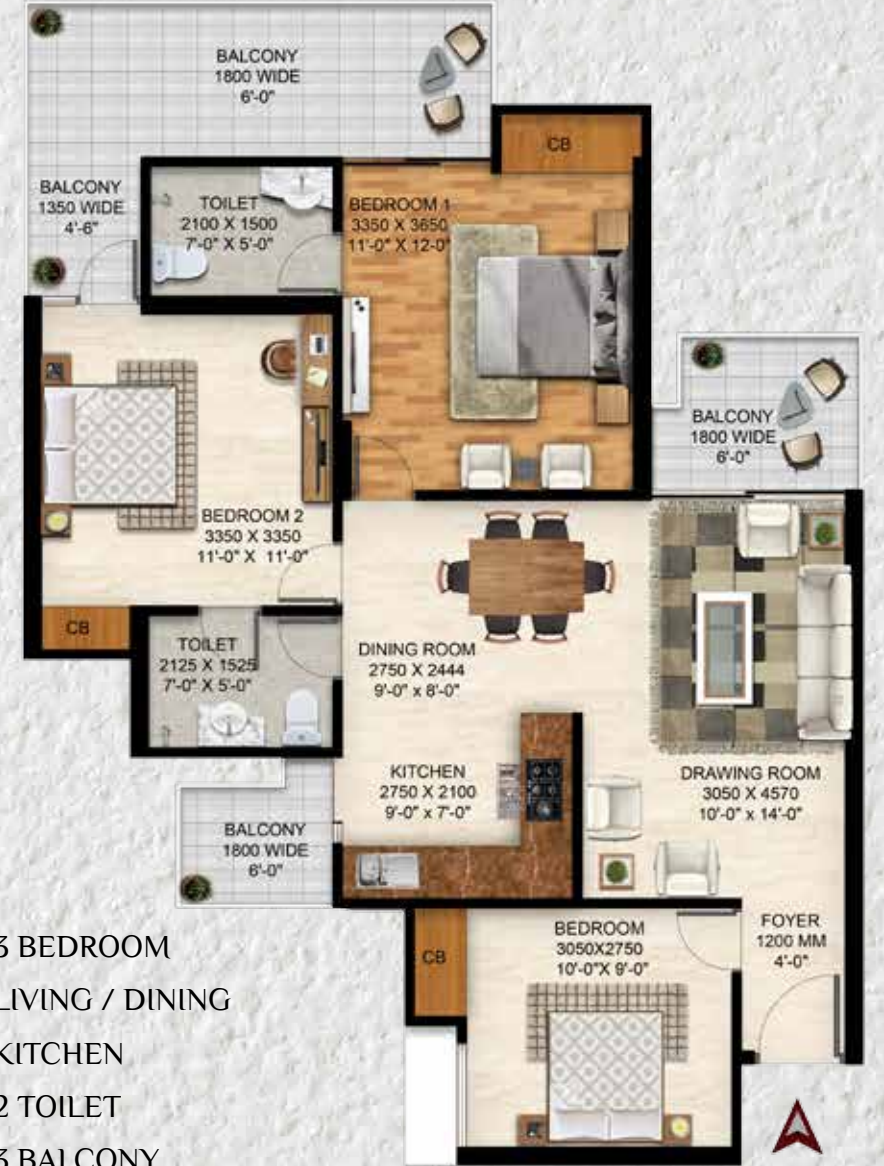 BALCONY
1800 WIDE
6'-0"
CB
BALCONY
1350 WIDE
4'-6"
TOILET
2100 X 1500
7'-0" X 5'-0"
BEDROOM 1
3350 X 3650
11'-0" X 12'-0"
BALCONY
1800 WIDE
6'-0"
BEDROOM 2
3350 X 3350
11'-0" X 11'-0"
CB
TOILET
2125 X 1525
7'-0" X 5'-0"
DINING ROOM
2750 X 2444
9'-0" x 8'-0"
KITCHEN
2750 X 2100
9'-0" x 7'-0"
DRAWING ROOM
3050 X 4570
10'-0" x 14'-0"
BALCONY
1800 WIDE
6'-0"
CB
BEDROOM
3050X2750
10'-0"X 9'-0"
FOYER
1200 MM
4'-0"
3 BEDROOM
LIVING / DINING
KITCHEN
2 TOILET
3 BALCONY